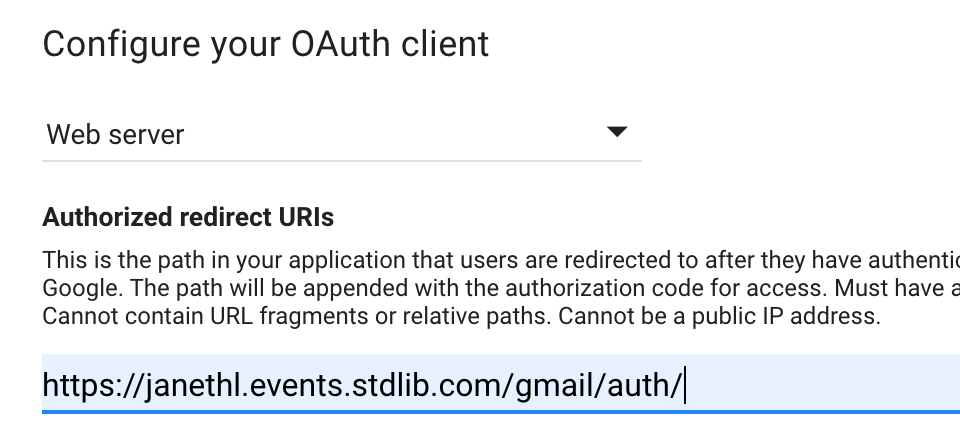 Configure your OAuth client
Web server
Authorized redirect URIs
This is the path in your application that users are redirected to after they have
Google. The path will be appended with the authorization code for access. Must have
Cannot contain URL fragments or relative paths. Cannot be a public IP address.
https://janethl.events.stdlib.com/gmail/auth/